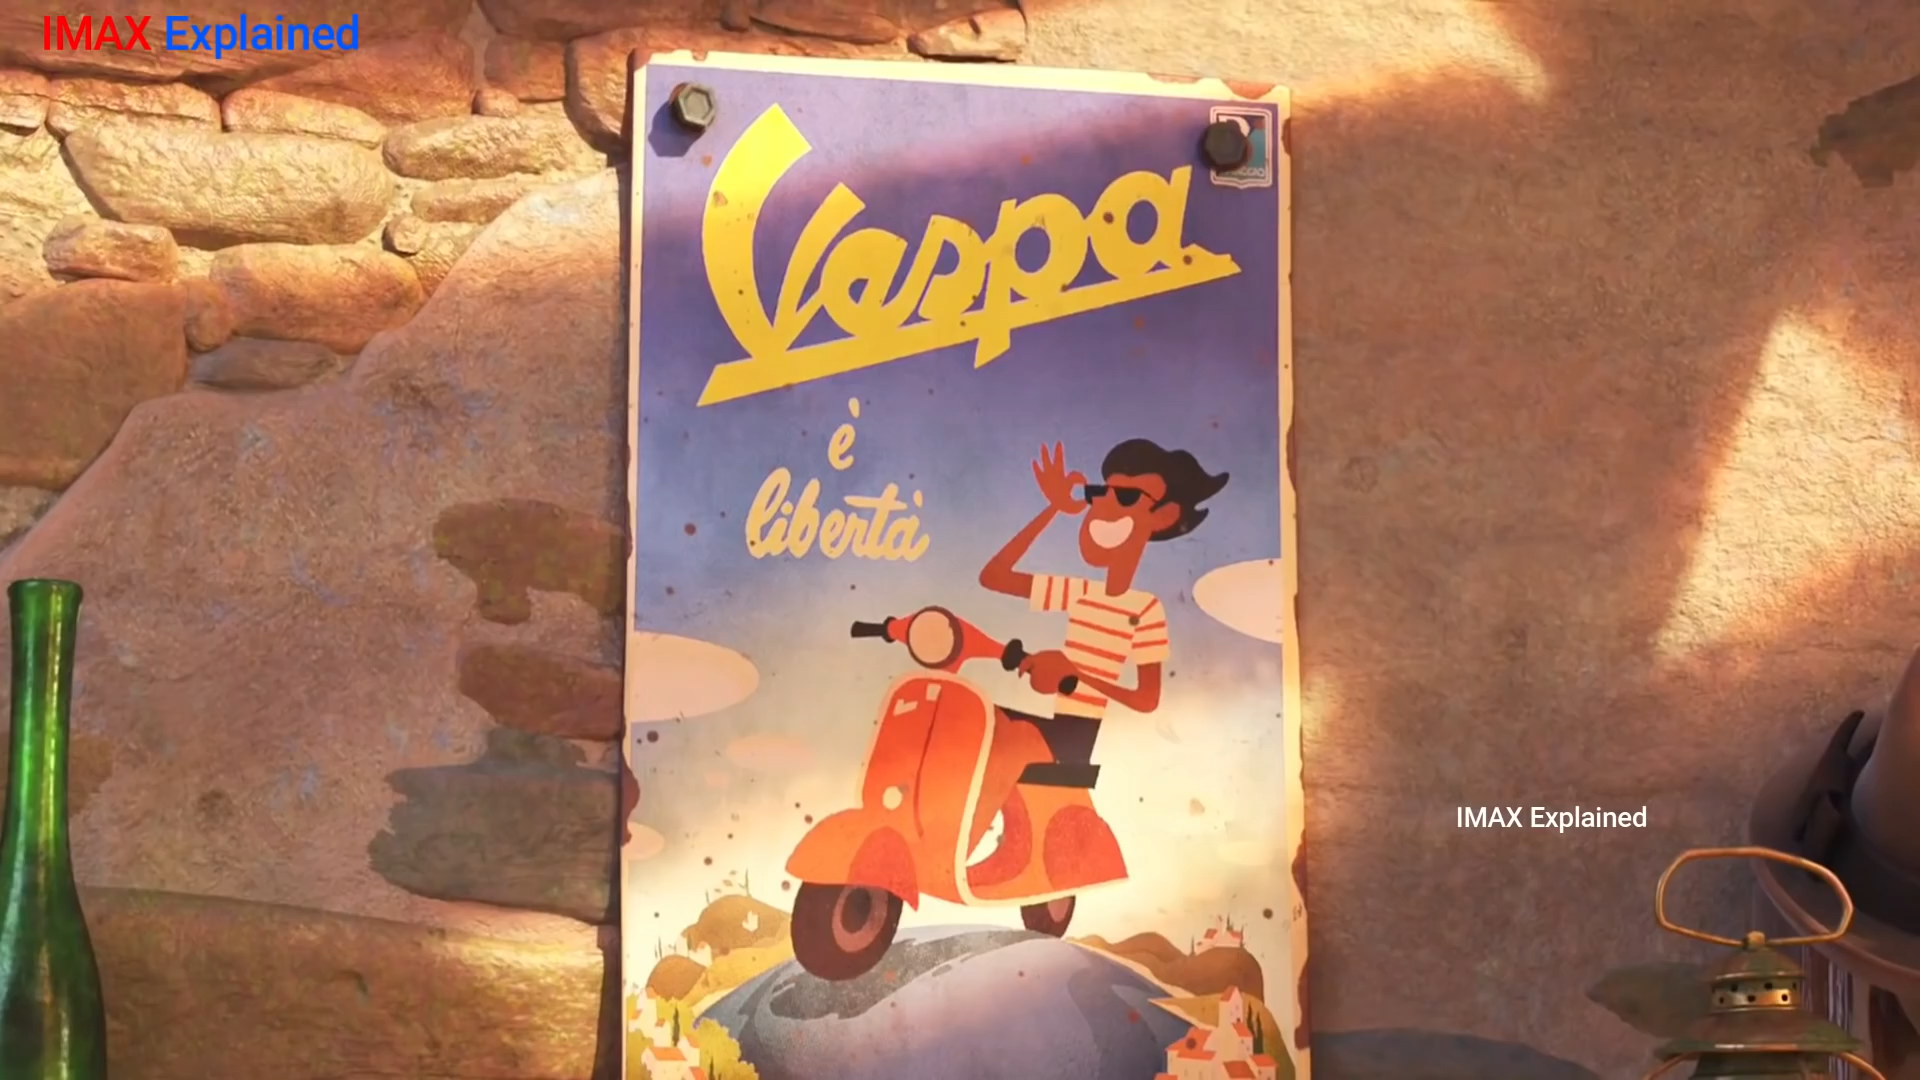 IMAX Explained
Vespa
è
libertà
IMAX Explained